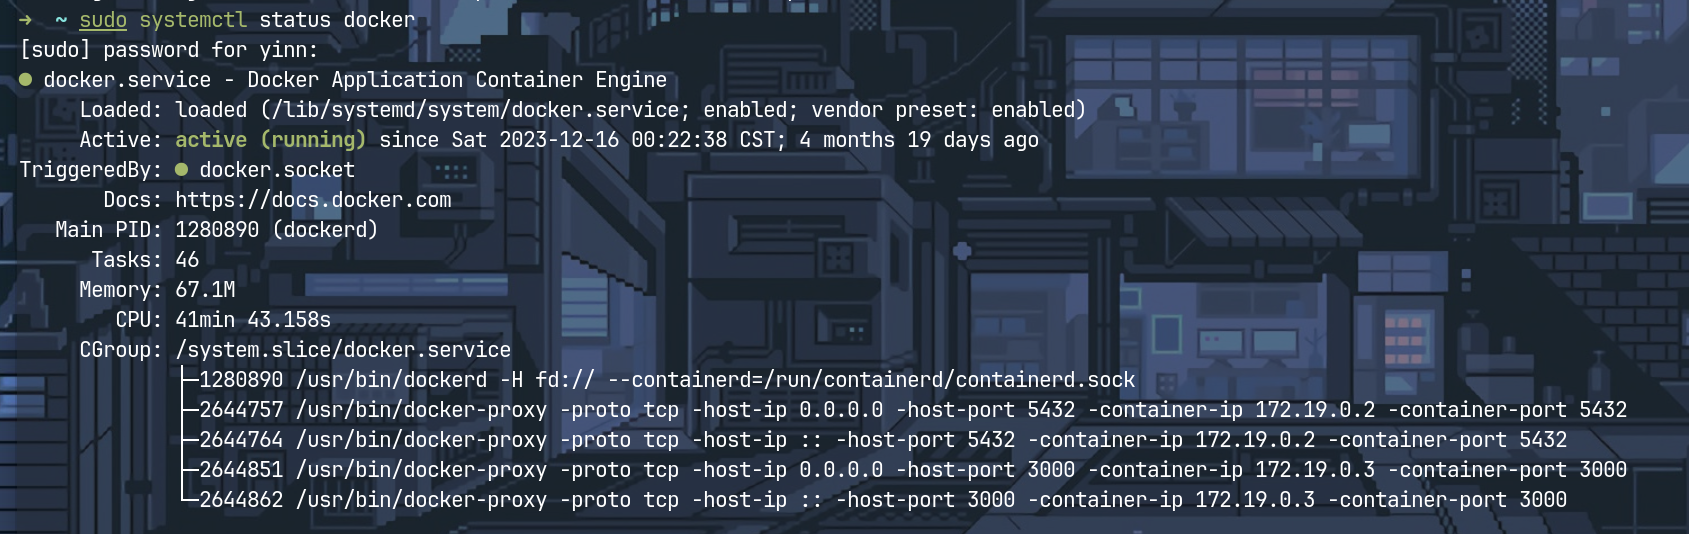 → ~ sudo systemctl status docker
[sudo] password for yinn:
● docker.service - Docker Application Container Engine
Loaded: loaded (/lib/systemd/system/docker.service; enabled; vendor preset: enabled)
Active: active (running) since Sat 2023-12-16 00:22:38 CST; 4 months 19 days ago
TriggeredBy: ● docker.socket
Docs: https://docs.docker.com
Main PID: 1280890 (dockerd)
Tasks: 46
Memory: 67.1M
CPU: 41min 43.158s
CGroup: /system.slice/docker.service
├─1280890 /usr/bin/dockerd -H fd:// --containerd=/run/containerd/containerd.sock
├─2644757 /usr/bin/docker-proxy -proto tcp -host-ip 0.0.0.0 -host-port 5432 -container-ip 172.19.0.2 -container-port 5432
├─2644764 /usr/bin/docker-proxy -proto tcp -host-ip :: -host-port 5432 -container-ip 172.19.0.2 -container-port 5432
├─2644851 /usr/bin/docker-proxy -proto tcp -host-ip 0.0.0.0 -host-port 3000 -container-ip 172.19.0.3 -container-port 3000
└─2644862 /usr/bin/docker-proxy -proto tcp -host-ip :: -host-port 3000 -container-ip 172.19.0.3 -container-port 3000